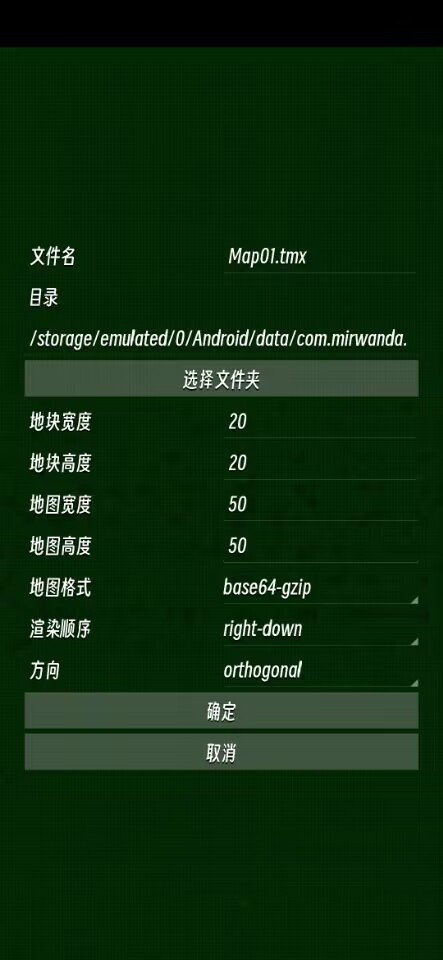 文件名 Map01.tmx
目录
/storage/emulated/0/Android/data/com.mirwanda.
选择文件夹
地块宽度 20
地块高度 20
地图宽度 50
地图高度 50
地图格式 base64-gzip
渲染顺序 right-down
方向 orthogonal
确定
取消